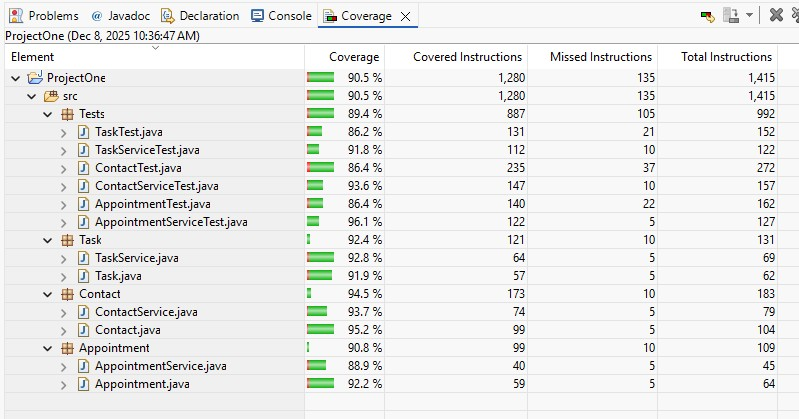 Problems @ Javadoc Declaration Console Coverage
ProjectOne (Dec 8, 2025 10:36:47 AM)
Element Coverage Covered Instructions Missed Instructions Total Instructions
ProjectOne 90.5 % 1,280 135 1,415
src 90.5 % 1,280 135 1,415
Tests 89.4 % 887 105 992
TaskTest.java 86.2 % 131 21 152
TaskServiceTest.java 91.8 % 112 10 122
ContactTest.java 86.4 % 235 37 272
ContactServiceTest.java 93.6 % 147 10 157
AppointmentTest.java 86.4 % 140 22 162
AppointmentServiceTest.java 96.1 % 122 5 127
Task 92.4 % 121 10 131
TaskService.java 92.8 % 64 5 69
Task.java 91.9 % 57 5 62
Contact 94.5 % 173 10 183
ContactService.java 93.7 % 74 5 79
Contact.java 95.2 % 99 5 104
Appointment 90.8 % 99 10 109
AppointmentService.java 88.9 % 40 5 45
Appointment.java 92.2 % 59 5 64